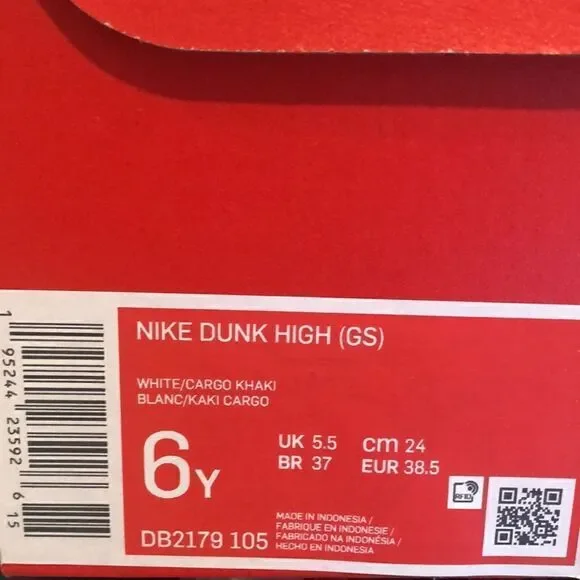 NIKE DUNK HIGH (GS)
WHITE/CARGO KHAKI
BLANC/KAKI CARGO
6Y
UK 5.5 cm 24
BR 37 EUR 38.5
MADE IN INDONESIA /
FABRIQUE EN INDONESIE /
FABRICADO NA INDONÉSIA /
HECHO EN INDONESIA
DB2179 105
RFID
1 95244 23592 6 15